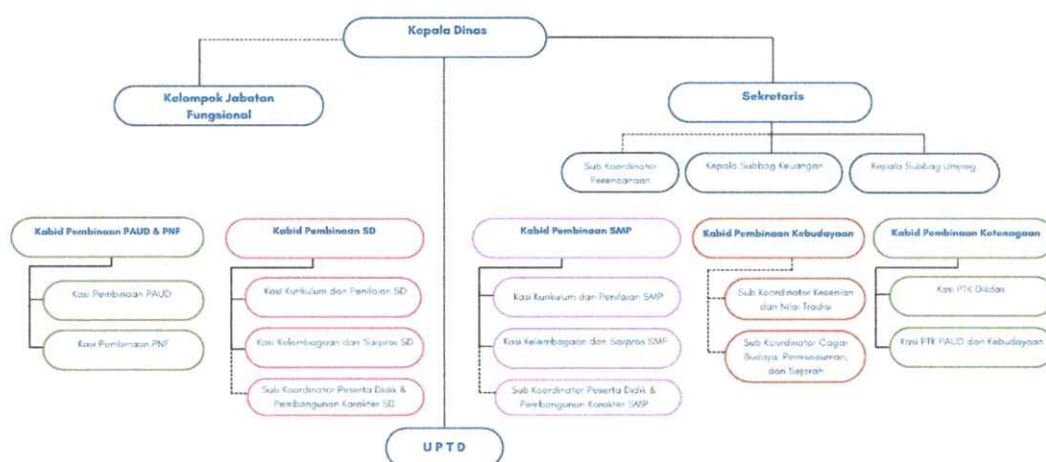 Kepala Dinas
Kelompok Jabatan
Fungsional
Sekretaris
Sub Koordinator
Perencanaan
Kepala Subbag Keuangan
Kepala Subbag Umpeg
Kabid Pembinaan PAUD & PNF
Kasi Pembinaan PAUD
Kasi Pembinaan PNF
Kabid Pembinaan SD
Kasi Kurikulum dan Penilaian SD
Kasi Kelembagaan dan Sarpras SD
Sub Koordinator Peserta Didik &
Pembangunan Karakter SD
Kabid Pembinaan SMP
Kasi Kurikulum dan Penilaian SMP
Kasi Kelembagaan dan Sarpras SMP
Sub Koordinator Peserta Didik &
Pembangunan Karakter SMP
Kabid Pembinaan Kebudayaan
Sub Koordinator Kesenian
dan Nilai Tradisi
Sub Koordinator Cagar
Budaya, Permuseuman,
dan Sejarah
Kabid Pembinaan Ketenagaan
Kasi PTK Dikdas
Kasi PTK PAUD dan Kebudayaan
UPTD